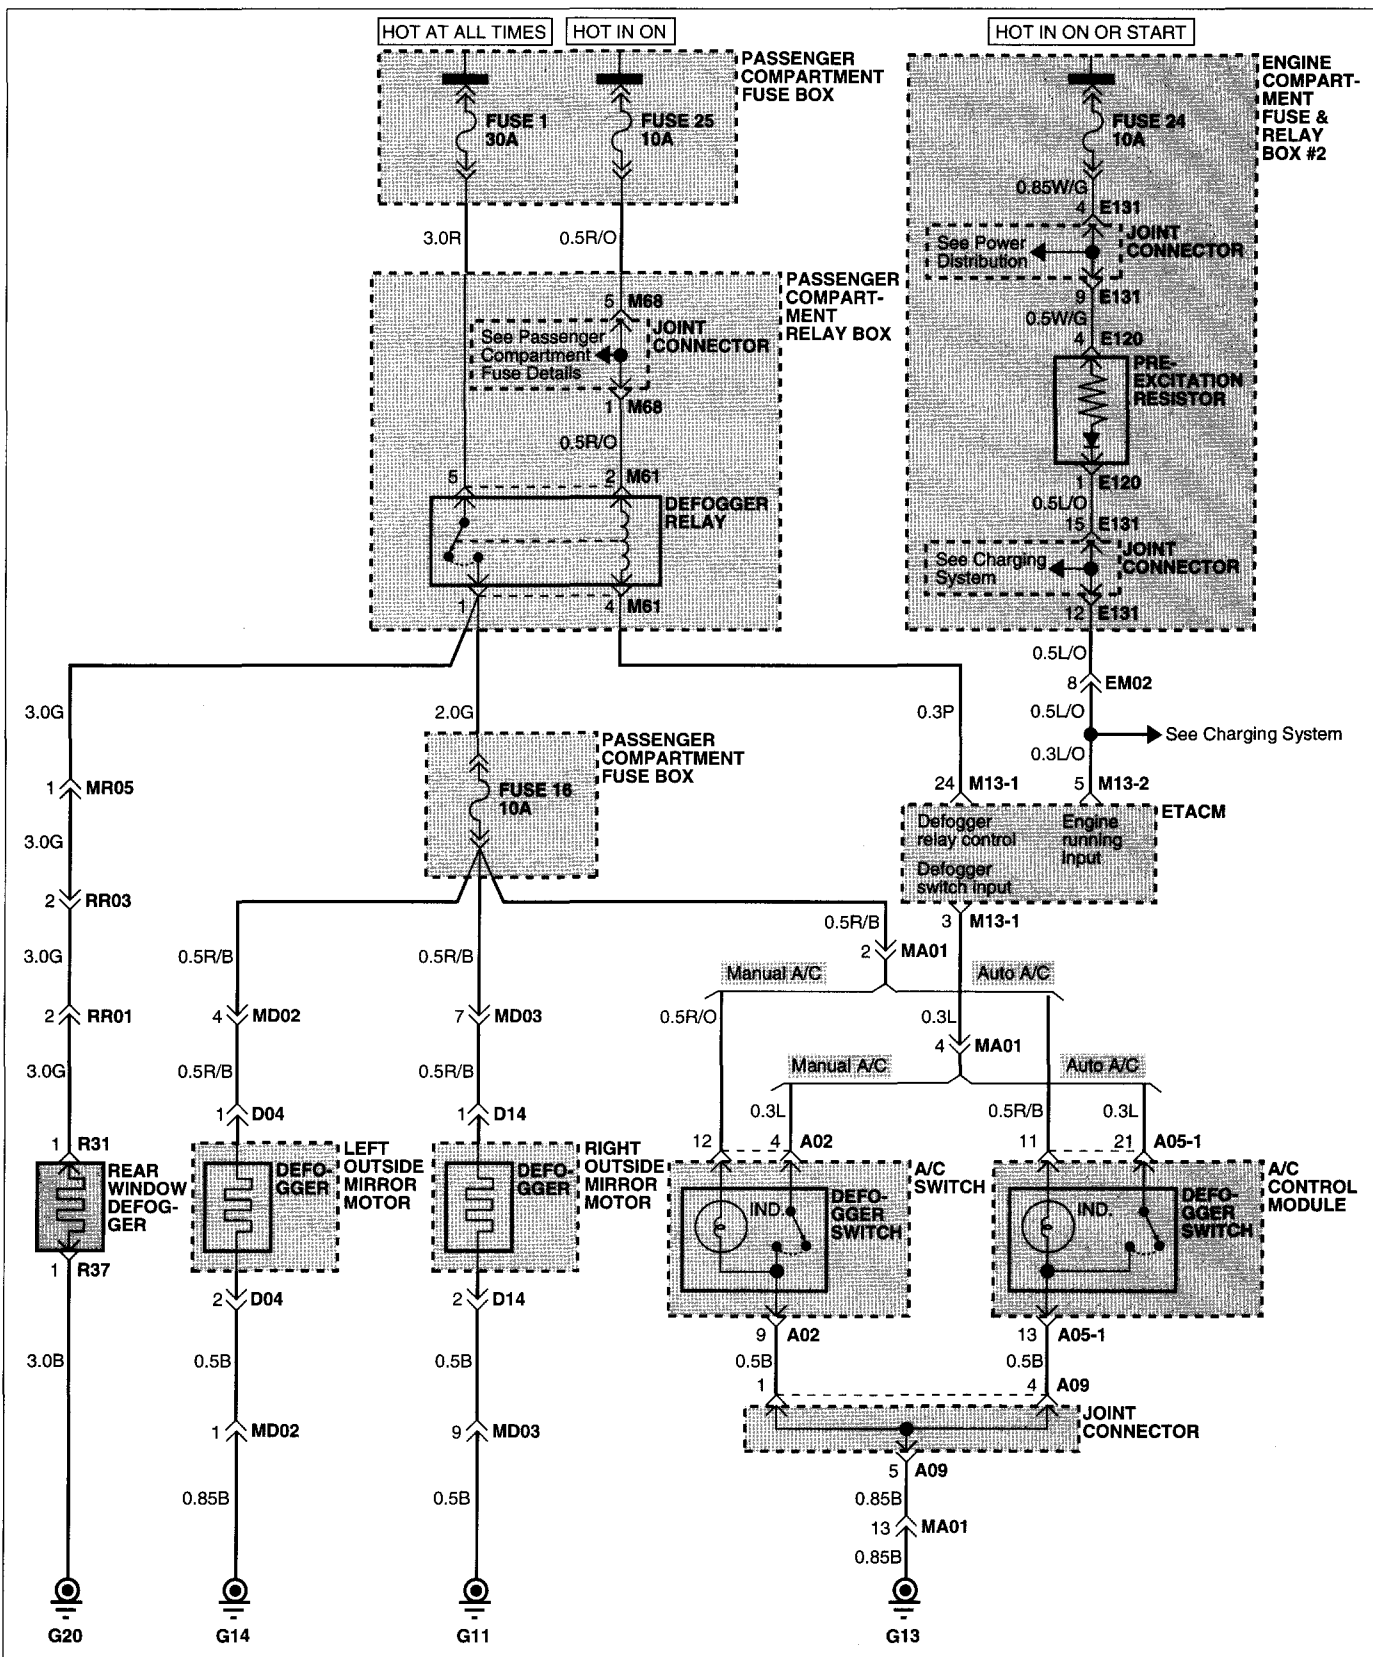 HOT AT ALL TIMES
HOT IN ON
HOT IN ON OR START
PASSENGER
COMPARTMENT
FUSE BOX
ENGINE
COMPART-
MENT
FUSE &
RELAY
BOX #2
FUSE 1
30A
FUSE 25
10A
FUSE 24
10A
0.85W/G
4 E131
3.0R
0.5R/O
See Power
Distribution
JOINT
CONNECTOR
9 E131
0.5W/G
4 E120
PASSENGER
COMPART-
MENT
RELAY BOX
5 M68
See Passenger
Compartment
Fuse Details
JOINT
CONNECTOR
1 M68
0.5R/O
PRE-
EXCITATION
RESISTOR
1 E120
0.5L/O
15 E131
5
2 M61
DEFOGGER
RELAY
See Charging
System
JOINT
CONNECTOR
12 E131
1
4 M61
0.5L/O
8 EM02
0.5L/O
See Charging System
0.3L/O
3.0G
2.0G
0.3P
PASSENGER
COMPARTMENT
FUSE BOX
FUSE 16
10A
1 MR05
24 M13-1
5 M13-2
ETACM
Defogger
relay control
Engine
running
input
Defogger
switch input
3.0G
2 RR03
3 M13-1
0.5R/B
2 MA01
3.0G
0.5R/B
0.5R/B
Manual A/C
Auto A/C
2 RR01
4 MD02
7 MD03
0.5R/O
0.3L
4 MA01
Manual A/C
Auto A/C
3.0G
0.5R/B
0.5R/B
1 D04
1 D14
0.3L
0.5R/B
0.3L
1 R31
12
4 A02
11
21 A05-1
REAR
WINDOW
DEFOG-
GER
DEFO-
GGER
LEFT
OUTSIDE
MIRROR
MOTOR
DEFO-
GGER
RIGHT
OUTSIDE
MIRROR
MOTOR
IND.
DEFO-
GGER
SWITCH
A/C
SWITCH
IND.
DEFO-
GGER
SWITCH
A/C
CONTROL
MODULE
1 R37
2 D04
2 D14
9 A02
13 A05-1
3.0B
0.5B
0.5B
0.5B
0.5B
1
4 A09
JOINT
CONNECTOR
1 MD02
9 MD03
5 A09
0.85B
0.5B
0.85B
13 MA01
0.85B
G20
G14
G11
G13